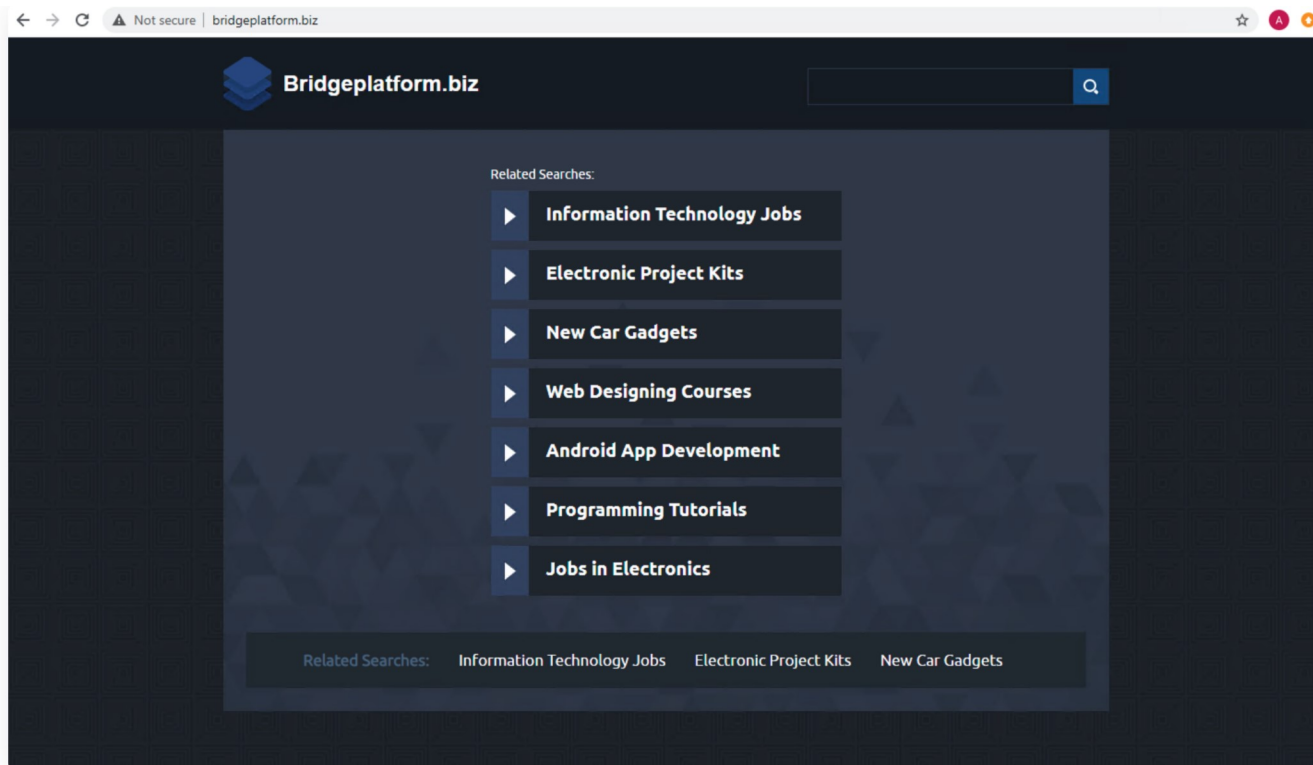 Not secure | bridgeplatform.biz
A
Bridgeplatform.biz
Related Searches:
Information Technology Jobs
Electronic Project Kits
New Car Gadgets
Web Designing Courses
Android App Development
Programming Tutorials
Jobs in Electronics
Related Searches: Information Technology Jobs Electronic Project Kits New Car Gadgets